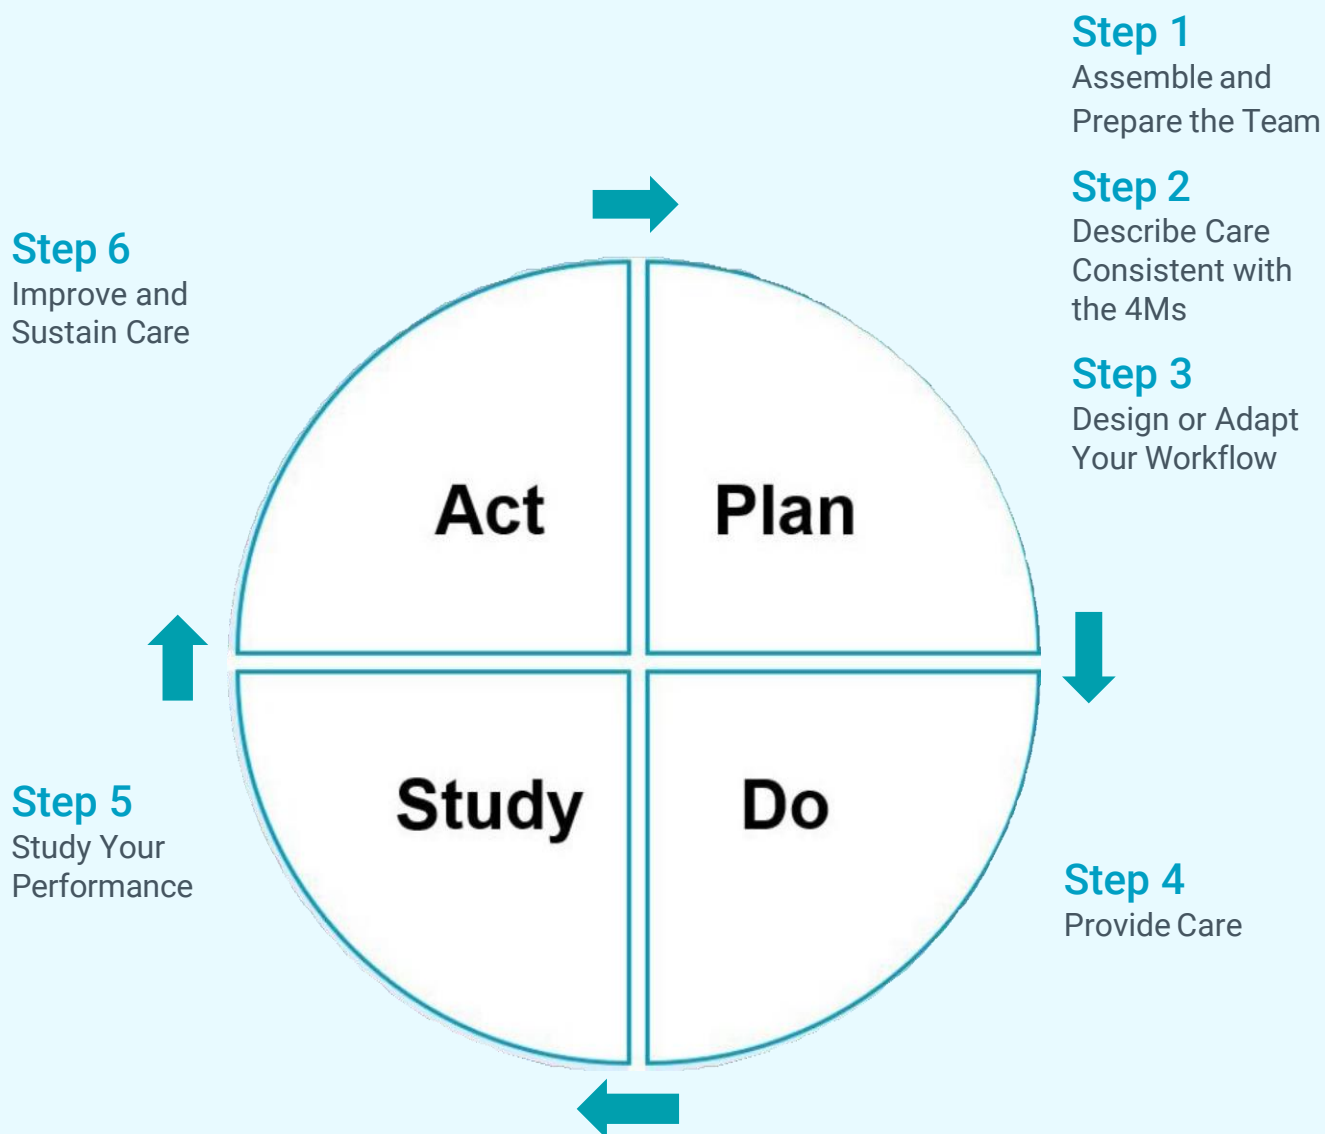 Step 1
Assemble and
Prepare the Team
Step 2
Describe Care
Consistent with
the 4Ms
Step 3
Design or Adapt
Your Workflow
Step 6
Improve and
Sustain Care
Act
Plan
Study
Do
Step 5
Study Your
Performance
Step 4
Provide Care